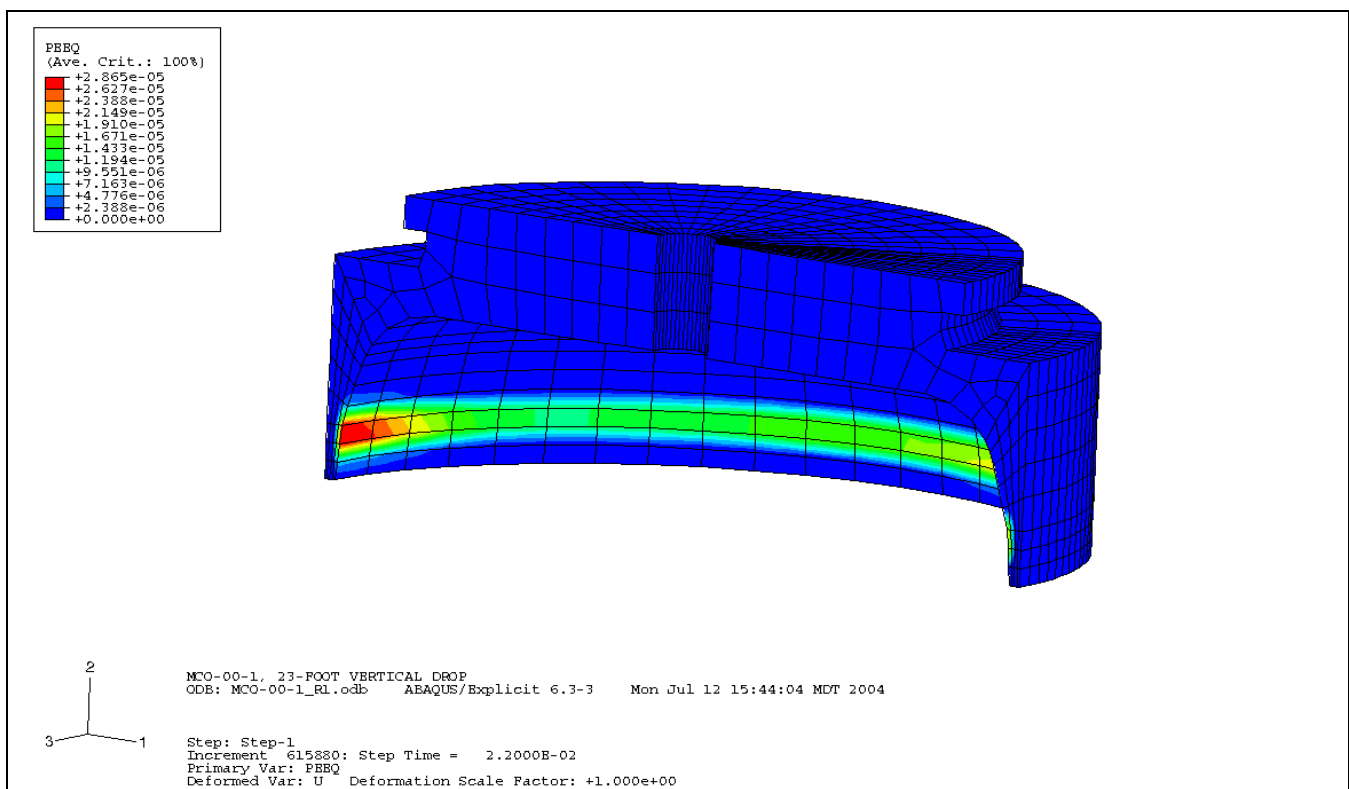 PEEQ
(Ave. Crit.: 100%)
+2.865e-05
+2.627e-05
+2.388e-05
+2.149e-05
+1.910e-05
+1.671e-05
+1.433e-05
+1.194e-05
+9.551e-06
+7.163e-06
+4.776e-06
+2.388e-06
+0.000e+00
2
3
1
MCO-00-1, 23-FOOT VERTICAL DROP
ODB: MCO-00-1_R1.odb    ABAQUS/Explicit 6.3-3    Mon Jul 12 15:44:04 MDT 2004
Step: Step-1
Increment  615880: Step Time =   2.2000E-02
Primary Var: PEEQ
Deformed Var: U   Deformation Scale Factor: +1.000e+00